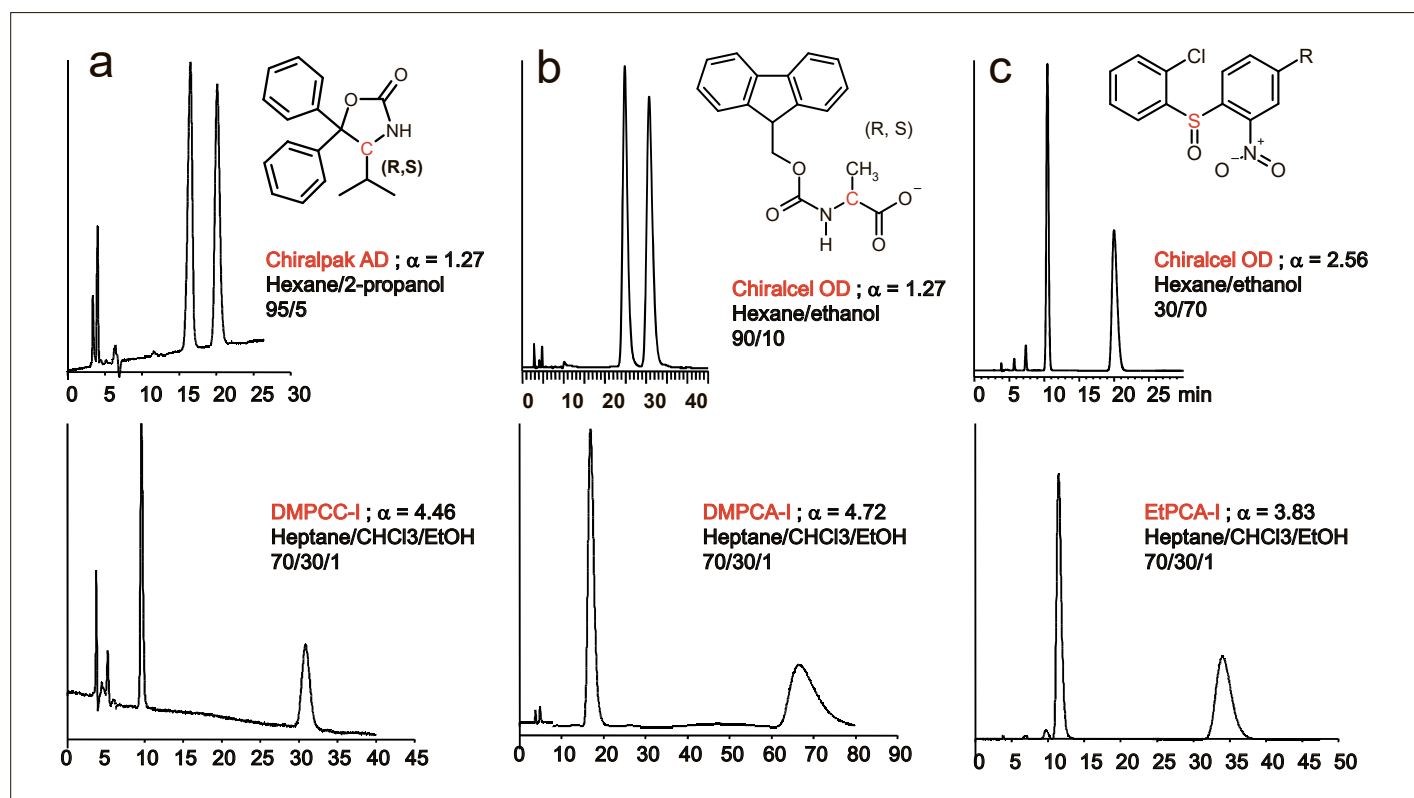 a
O
O
NH
C
(R,S)
Chiralpak AD ; α = 1.27
Hexane/2-propanol
95/5
0 5 10 15 20 25 30
b
(R, S)
O
CH3
O
N
H
C
O−
O
Chiralcel OD ; α = 1.27
Hexane/ethanol
90/10
0 10 20 30 40
c
Cl
R
S
O
N+
O−
O
Chiralcel OD ; α = 2.56
Hexane/ethanol
30/70
0 5 10 15 20 25 min
DMPCC-I ; α = 4.46
Heptane/CHCl3/EtOH
70/30/1
0 5 10 15 20 25 30 35 40 45
DMPCA-I ; α = 4.72
Heptane/CHCl3/EtOH
70/30/1
0 10 20 30 40 50 60 70 80 90
EtPCA-I ; α = 3.83
Heptane/CHCl3/EtOH
70/30/1
0 5 10 15 20 25 30 35 40 45 50